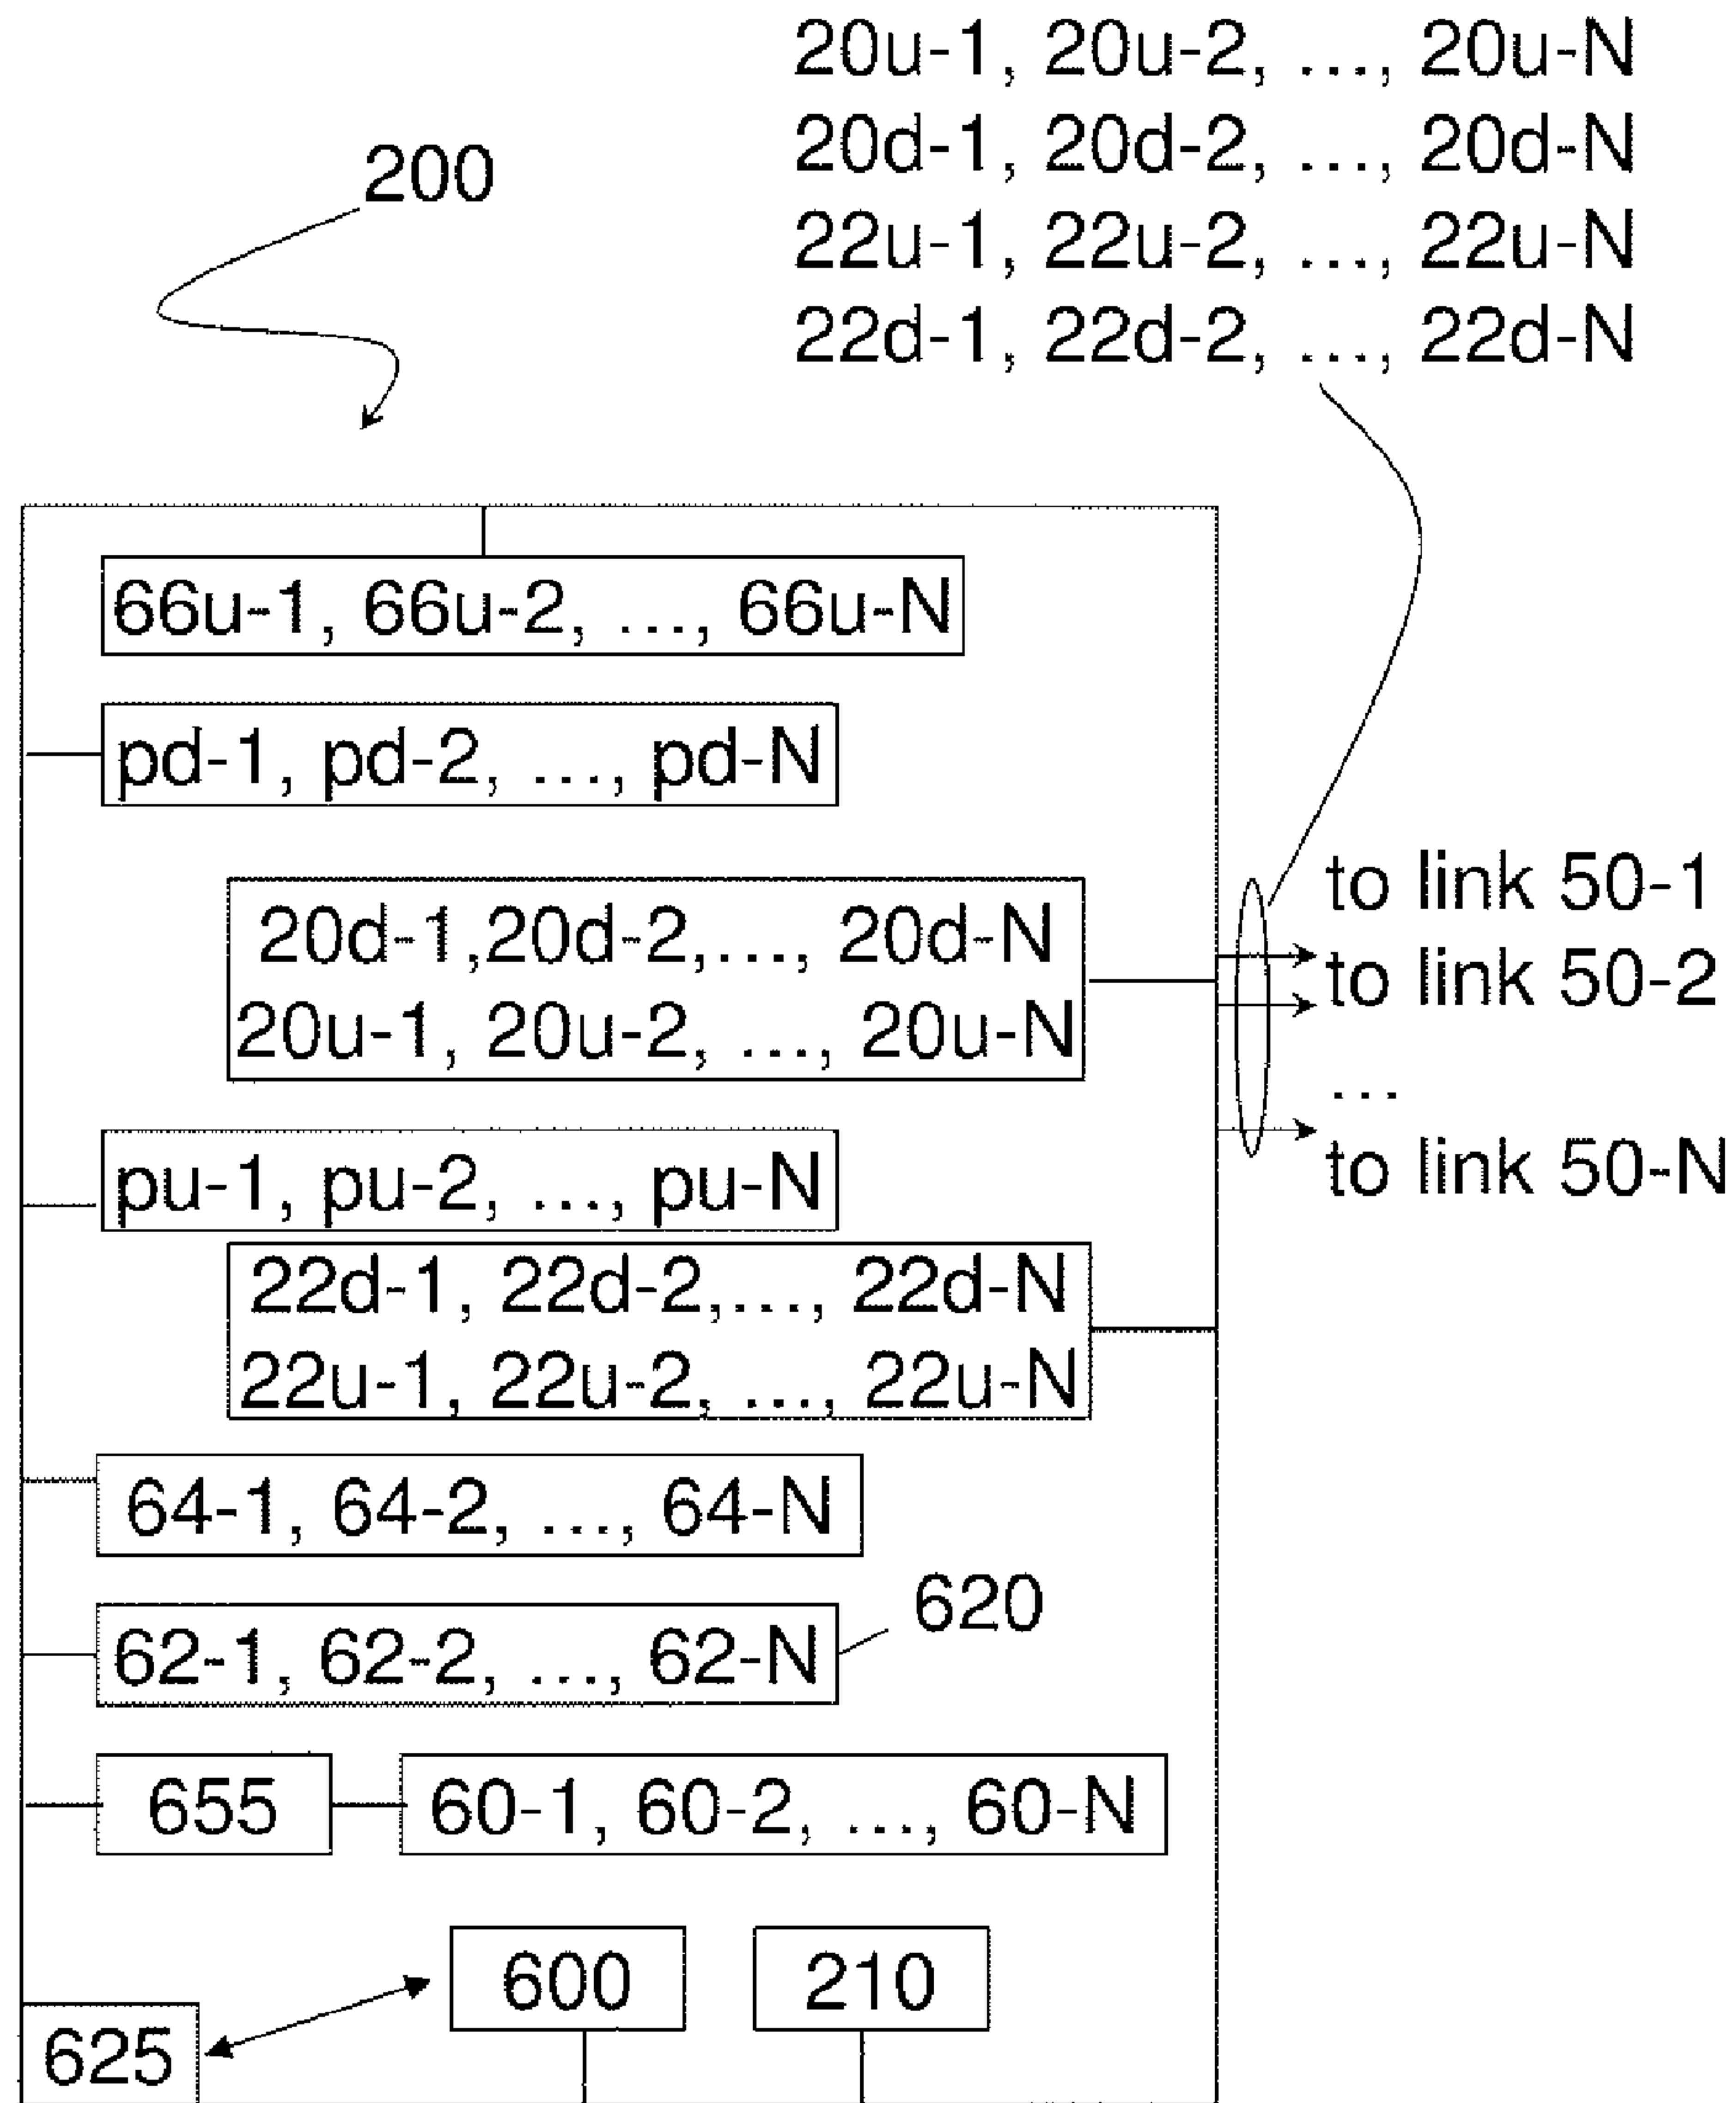 20u-1, 20u-2, ..., 20u-N
20d-1, 20d-2, ..., 20d-N
22u-1, 22u-2, ..., 22u-N
22d-1, 22d-2, ..., 22d-N
200
66u-1, 66u-2, ..., 66u-N
pd-1, pd-2, ..., pd-N
20d-1,20d-2,..., 20d-N
20u-1, 20u-2, ..., 20u-N
to link 50-1
to link 50-2
...
to link 50-N
pu-1, pu-2, ..., pu-N
22d-1, 22d-2,..., 22d-N
22u-1, 22u-2, ..., 22u-N
64-1, 64-2, ..., 64-N
620
62-1, 62-2, ..., 62-N
655
60-1, 60-2, ..., 60-N
600
210
625